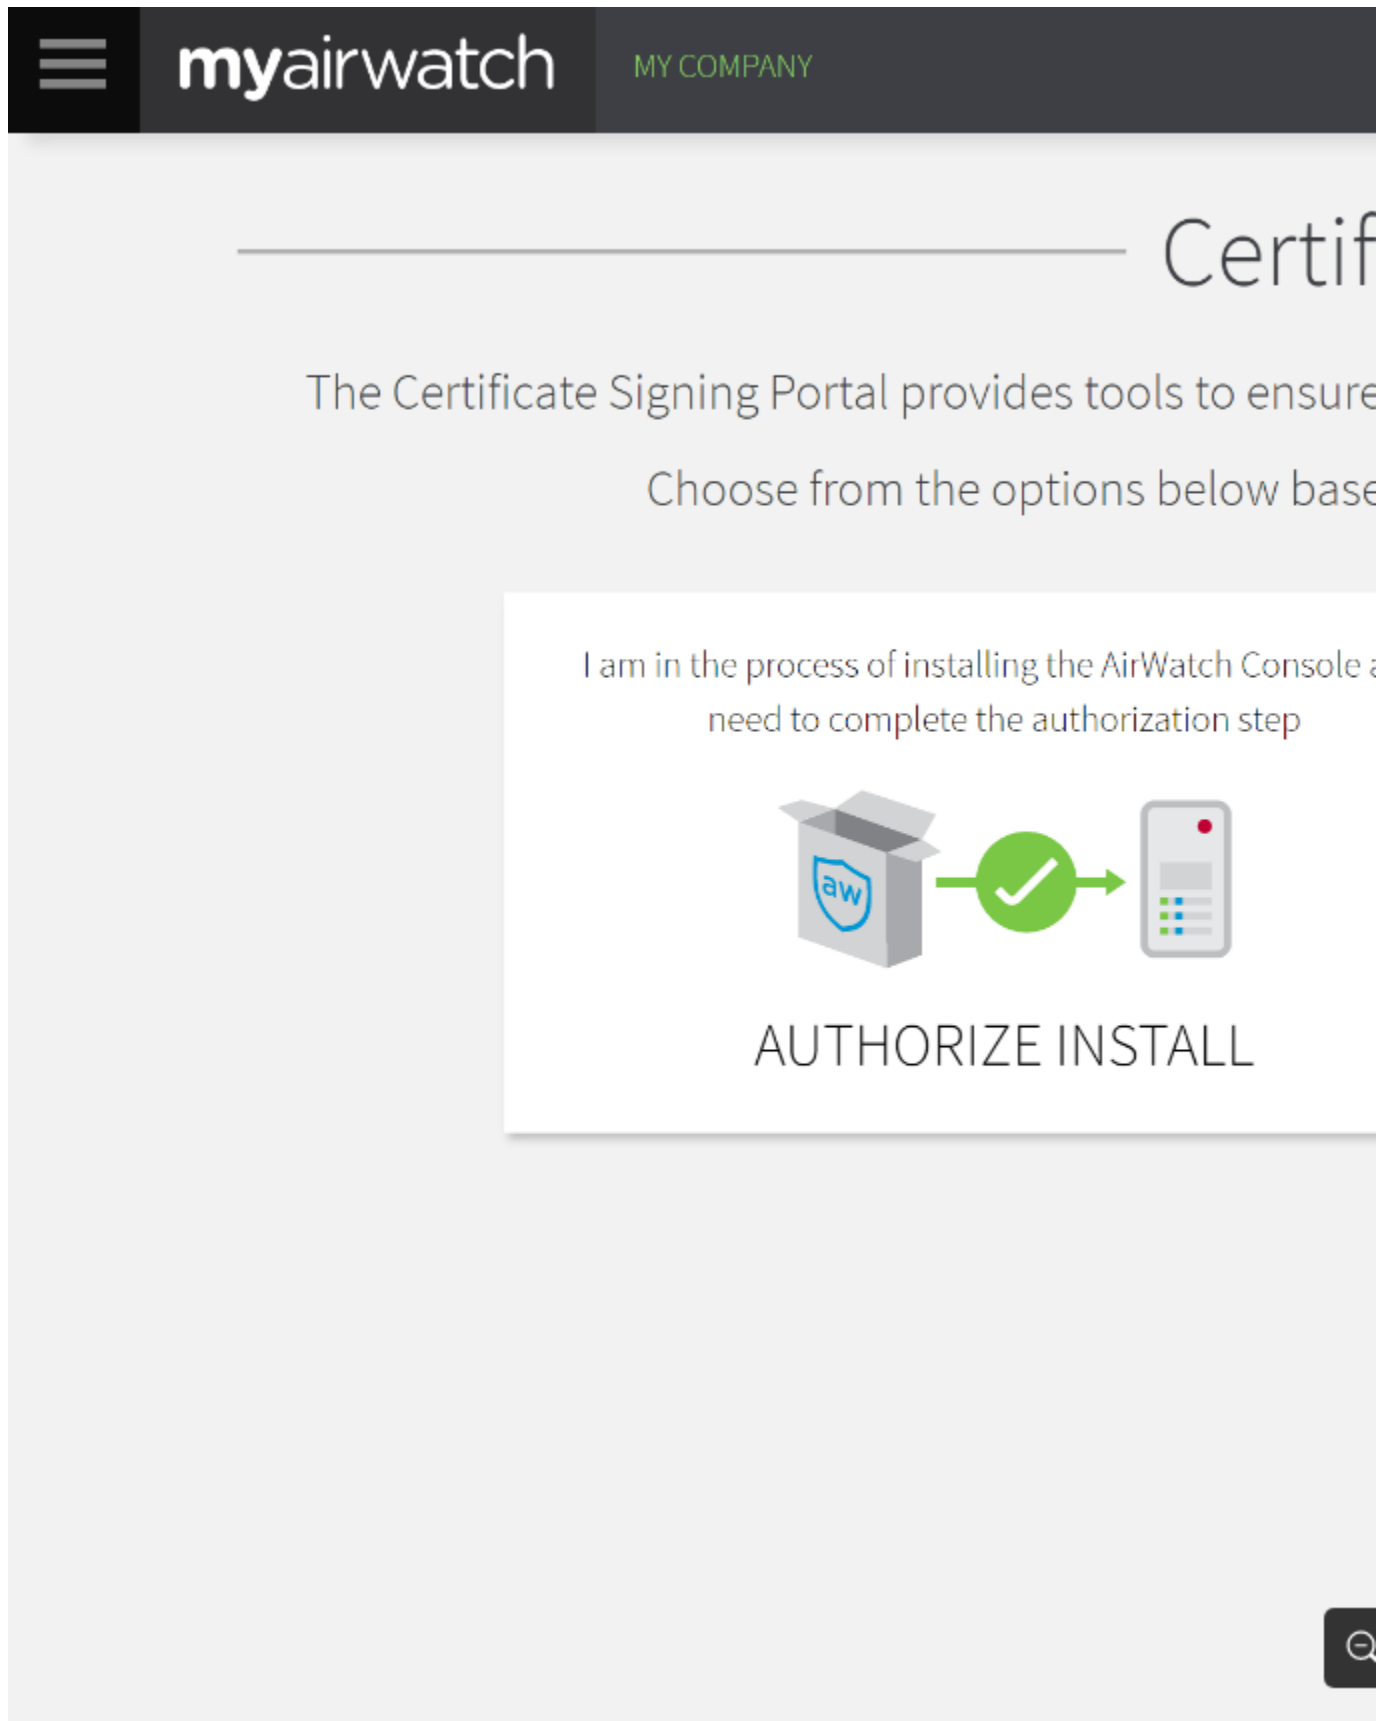 myairwatch MY COMPANY
Certif
The Certificate Signing Portal provides tools to ensure
Choose from the options below base
I am in the process of installing the AirWatch Console a
need to complete the authorization step
aw
AUTHORIZE INSTALL